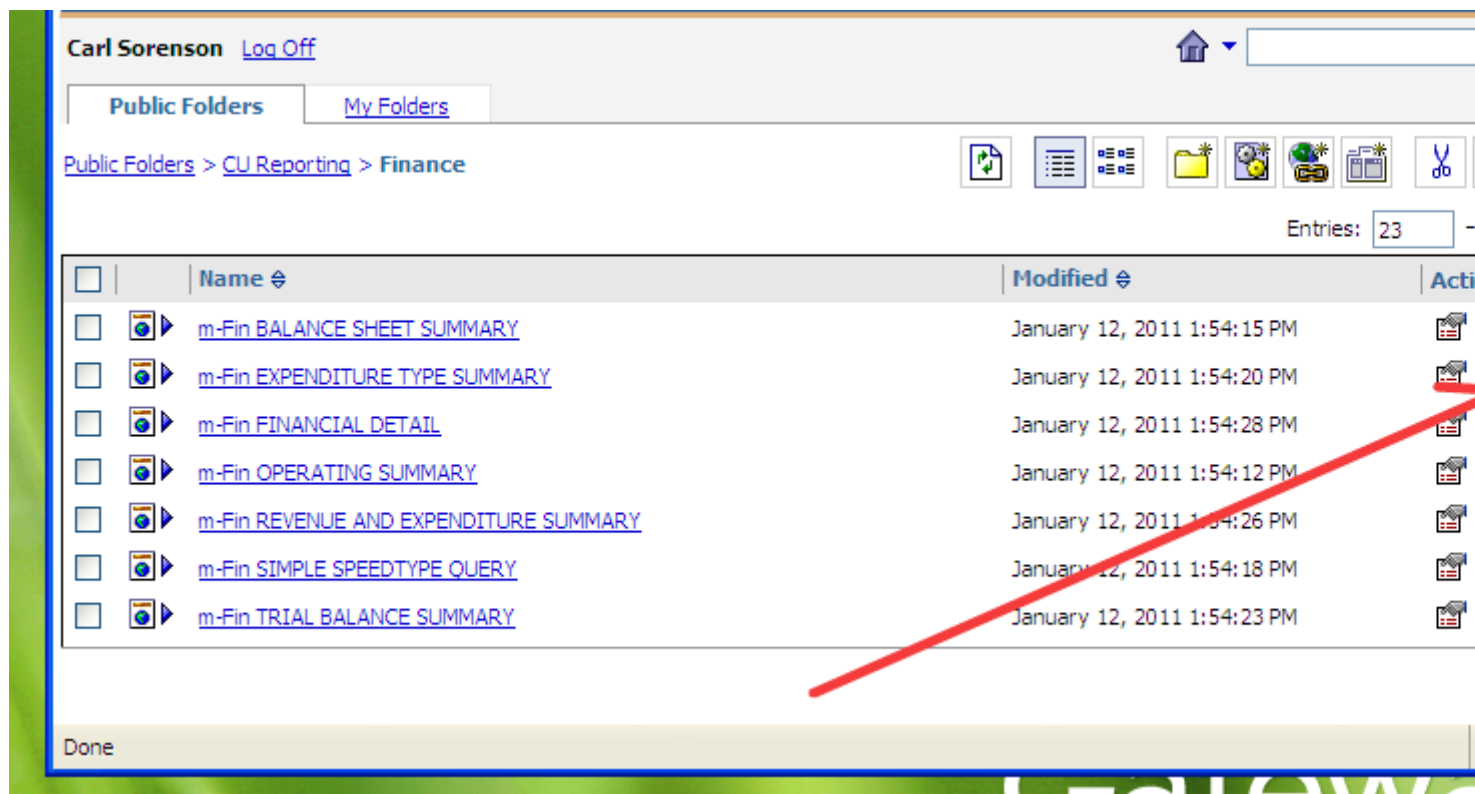 Carl Sorenson Log Off
Public Folders My Folders
Public Folders > CU Reporting > Finance
Entries: 23 -
Name Modified
m-Fin BALANCE SHEET SUMMARY January 12, 2011 1:54:15 PM
m-Fin EXPENDITURE TYPE SUMMARY January 12, 2011 1:54:20 PM
m-Fin FINANCIAL DETAIL January 12, 2011 1:54:28 PM
m-Fin OPERATING SUMMARY January 12, 2011 1:54:12 PM
m-Fin REVENUE AND EXPENDITURE SUMMARY January 12, 2011 1:54:26 PM
m-Fin SIMPLE SPEEDTYPE QUERY January 12, 2011 1:54:18 PM
m-Fin TRIAL BALANCE SUMMARY January 12, 2011 1:54:23 PM
Done